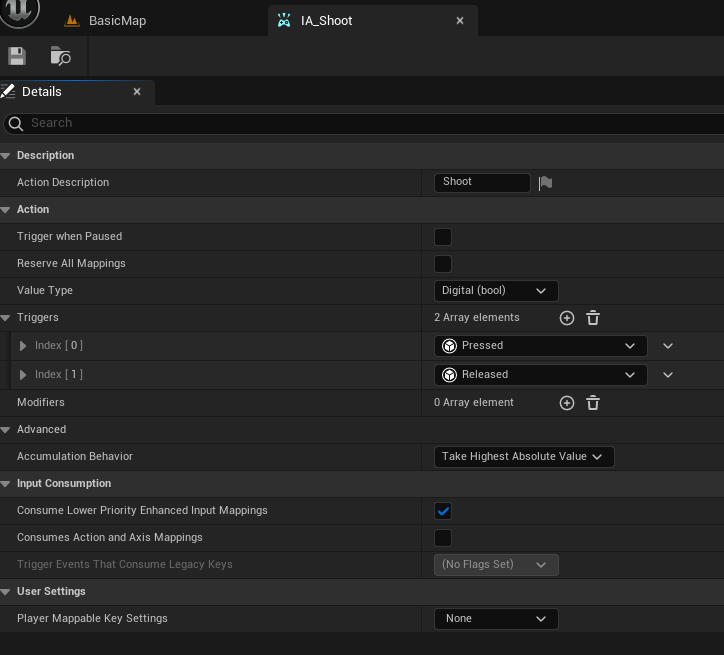 BasicMap
IA_Shoot
Details
Search
Description
Action Description Shoot
Action
Trigger when Paused
Reserve All Mappings
Value Type Digital (bool)
Triggers 2 Array elements
Index [ 0 ] Pressed
Index [ 1 ] Released
Modifiers 0 Array element
Advanced
Accumulation Behavior Take Highest Absolute Value
Input Consumption
Consume Lower Priority Enhanced Input Mappings
Consumes Action and Axis Mappings
Trigger Events That Consume Legacy Keys (No Flags Set)
User Settings
Player Mappable Key Settings None